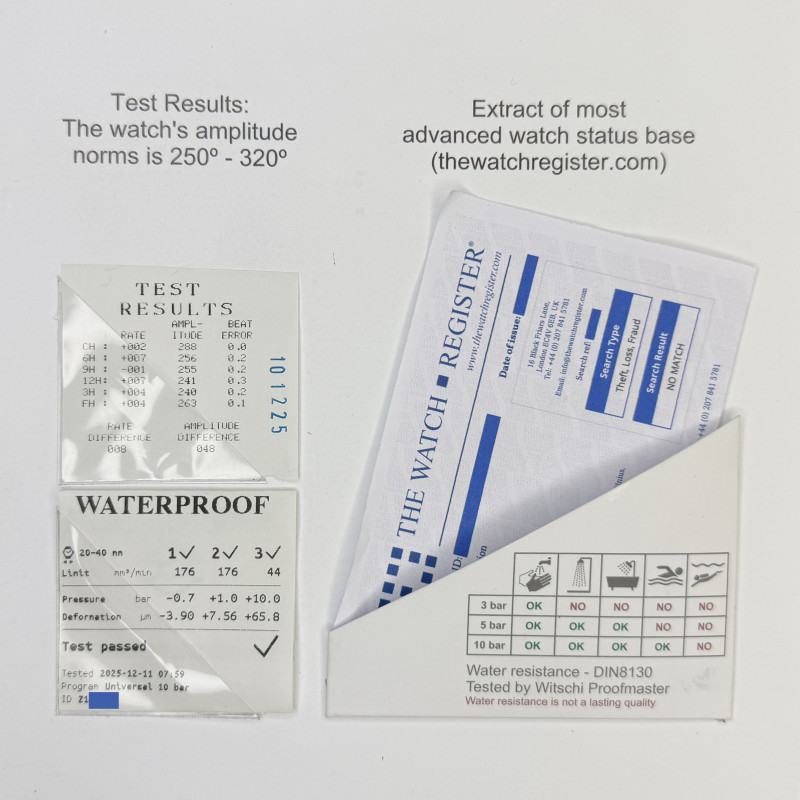 Test Results:
The watch's amplitude
norms is 250º - 320º
Extract of most
advanced watch status base
(thewatchregister.com)
TEST
RESULTS
RATE AMPL-ITUDE BEAT ERROR
CH : +002 288 0.0
6H : +007 256 0.2
9H : -001 255 0.2
12H: +007 241 0.3
3H : +004 240 0.2
FH : +004 263 0.1
RATE DIFFERENCE AMPLITUDE DIFFERENCE
008 048
101225
WATERPROOF
20-40 mm 1✓ 2✓ 3✓
Limit mm³/min 176 176 44
Pressure bar -0.7 +1.0 +10.0
Deformation µm -3.90 +7.56 +65.8
Test passed ✓
Tested 2025-12-11 07:59
Program Universal 10 bar
ID Z1
THE WATCH REGISTER®
www.thewatchregister.com
Date of issue:
16 Black Friars Lane,
London EC4V 6EB, UK
Tel: +44 (0) 207 841 5781
Email: info@thewatchregister.com
Search ref:
Search Type
Theft, Loss, Fraud
Search Result
NO MATCH
+44 (0) 207 841 5781
ID:
3 bar OK NO NO NO NO
5 bar OK OK OK NO NO
10 bar OK OK OK OK NO
Water resistance - DIN8130
Tested by Witschi Proofmaster
Water resistance is not a lasting quality